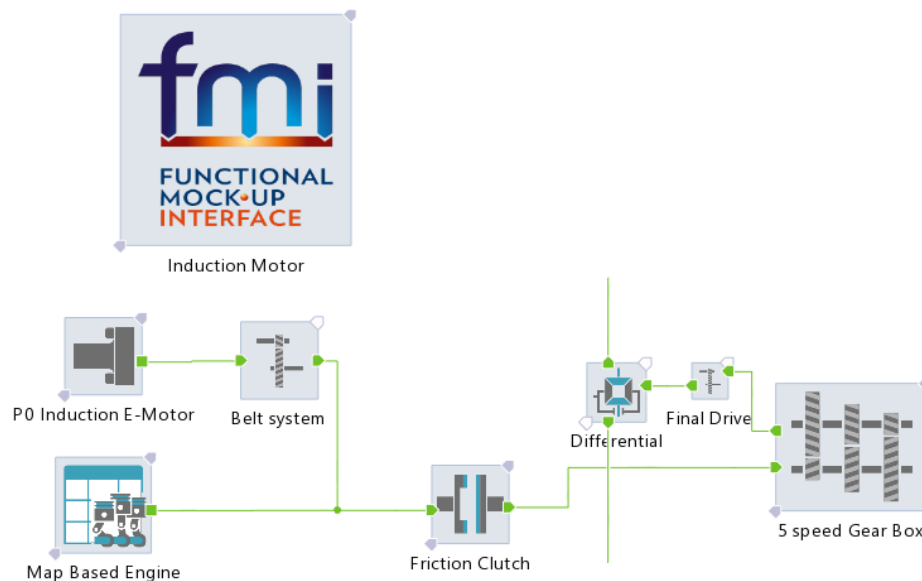 fmi
FUNCTIONAL
MOCK-UP
INTERFACE
Induction Motor
P0 Induction E-Motor
Belt system
Differential
Final Drive
Map Based Engine
Friction Clutch
5 speed Gear Box